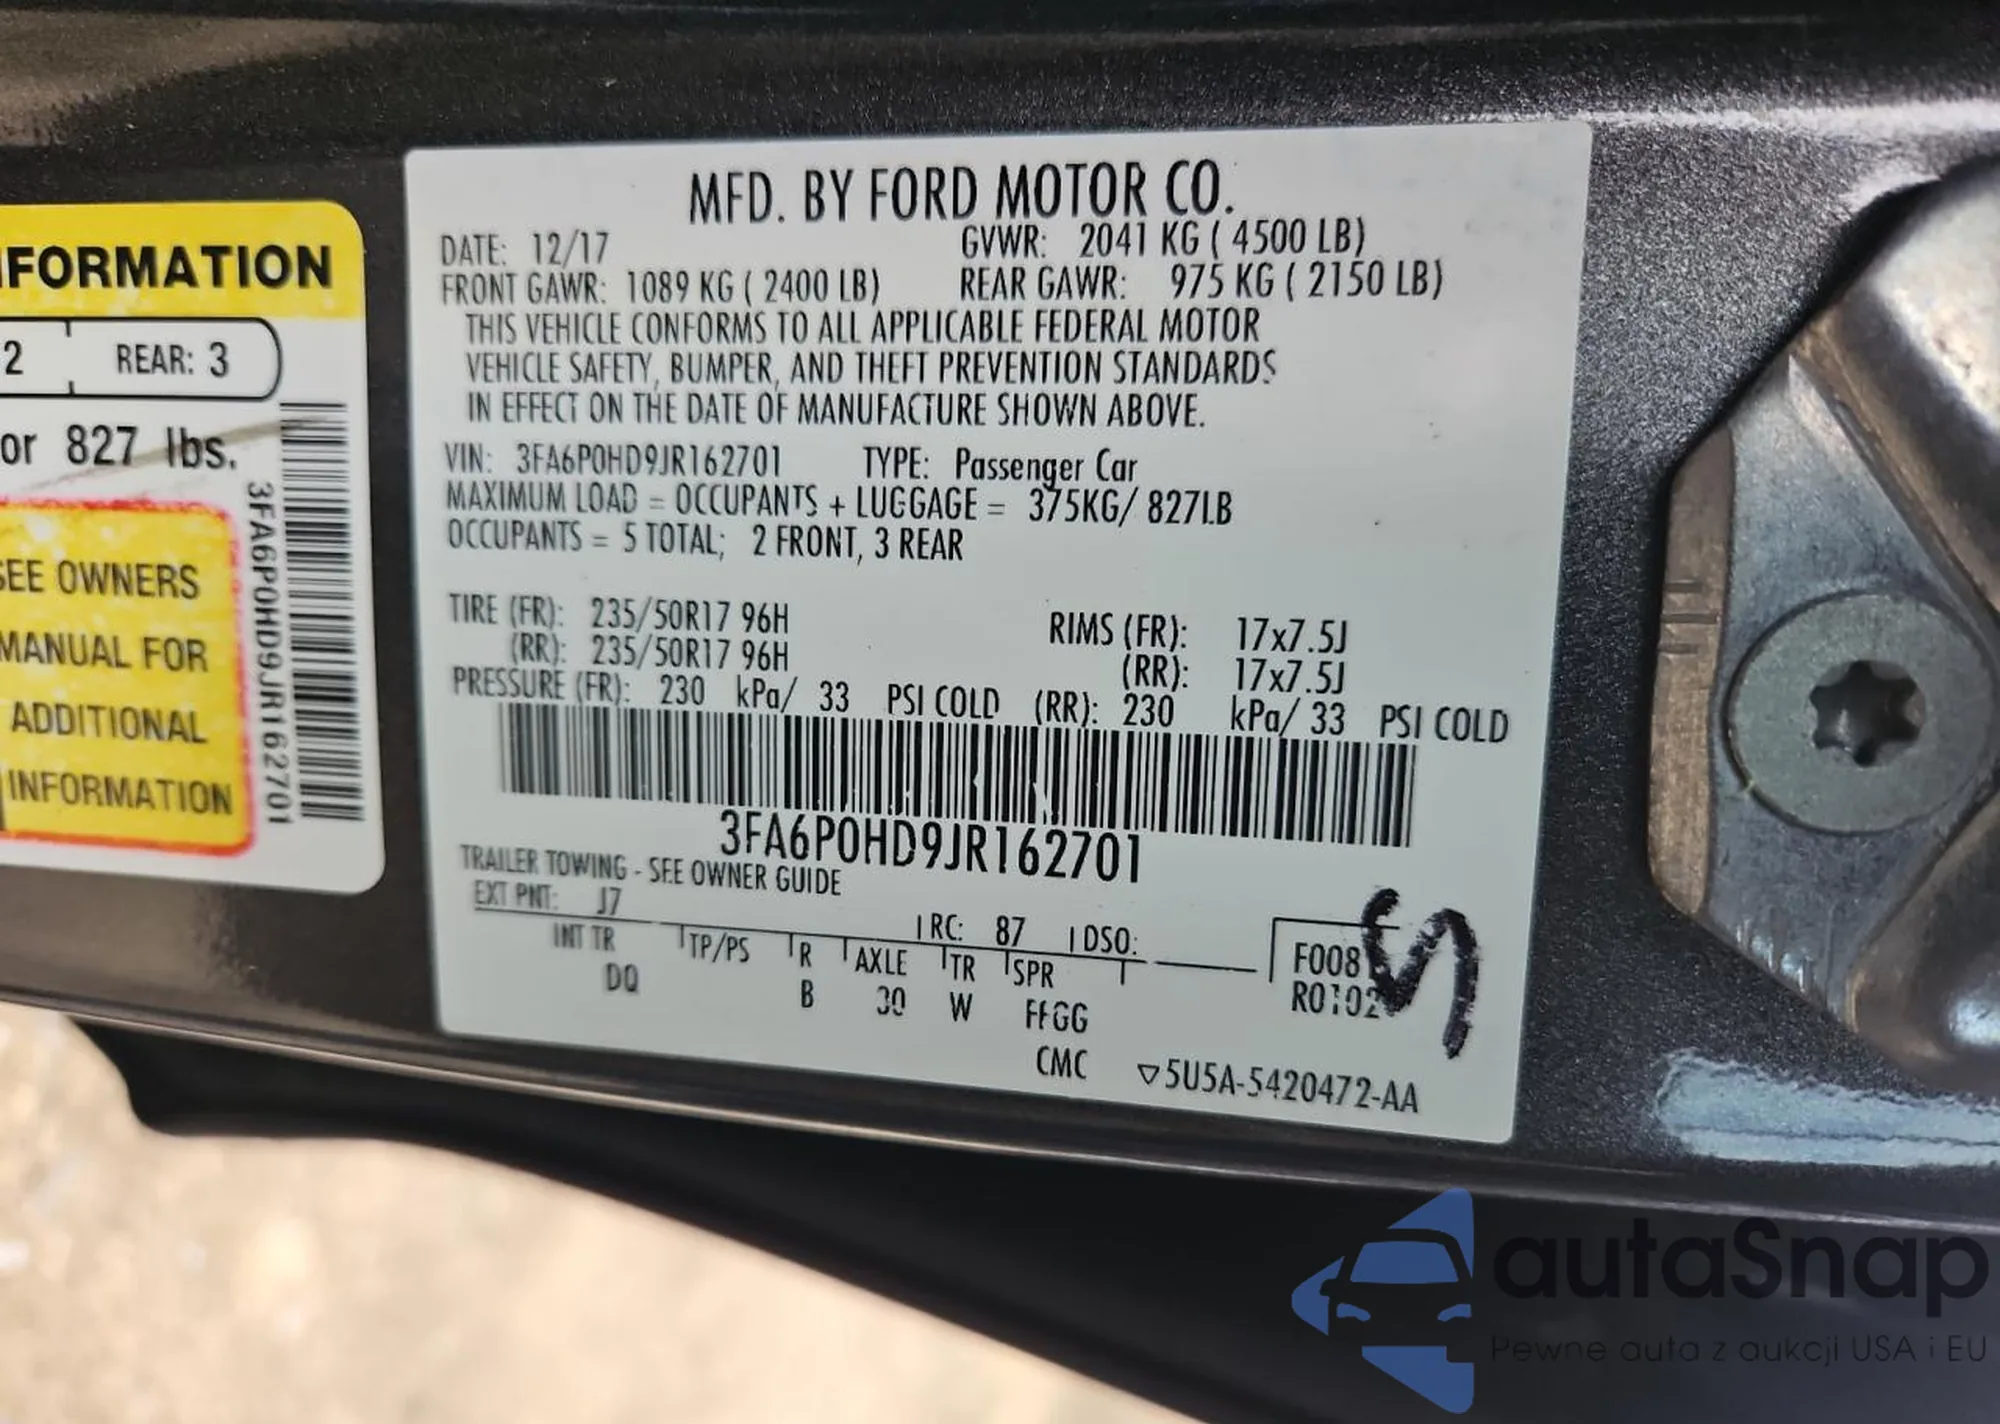 NFORMATION
2 REAR: 3
or 827 lbs.
SEE OWNERS
MANUAL FOR
ADDITIONAL
INFORMATION
3FA6P0HD9JR162701
MFD. BY FORD MOTOR CO.
DATE: 12/17 GVWR: 2041 KG ( 4500 LB)
FRONT GAWR: 1089 KG ( 2400 LB) REAR GAWR: 975 KG ( 2150 LB)
THIS VEHICLE CONFORMS TO ALL APPLICABLE FEDERAL MOTOR
VEHICLE SAFETY, BUMPER, AND THEFT PREVENTION STANDARDS
IN EFFECT ON THE DATE OF MANUFACTURE SHOWN ABOVE.
VIN: 3FA6P0HD9JR162701 TYPE: Passenger Car
MAXIMUM LOAD = OCCUPANTS + LUGGAGE = 375KG/ 827LB
OCCUPANTS = 5 TOTAL; 2 FRONT, 3 REAR
TIRE (FR): 235/50R17 96H RIMS (FR): 17x7.5J
(RR): 235/50R17 96H (RR): 17x7.5J
PRESSURE (FR): 230 kPa/ 33 PSI COLD (RR): 230 kPa/ 33 PSI COLD
3FA6P0HD9JR162701
TRAILER TOWING - SEE OWNER GUIDE
EXT PNT: J7 RC: 87 DSO:
INT TR TP/PS R AXLE TR SPR
DQ B 39 W FFGG
CMC
F008
R0102
▽5U5A-5420472-AA
autaSnap
Pewne auta z aukcji USA i EU